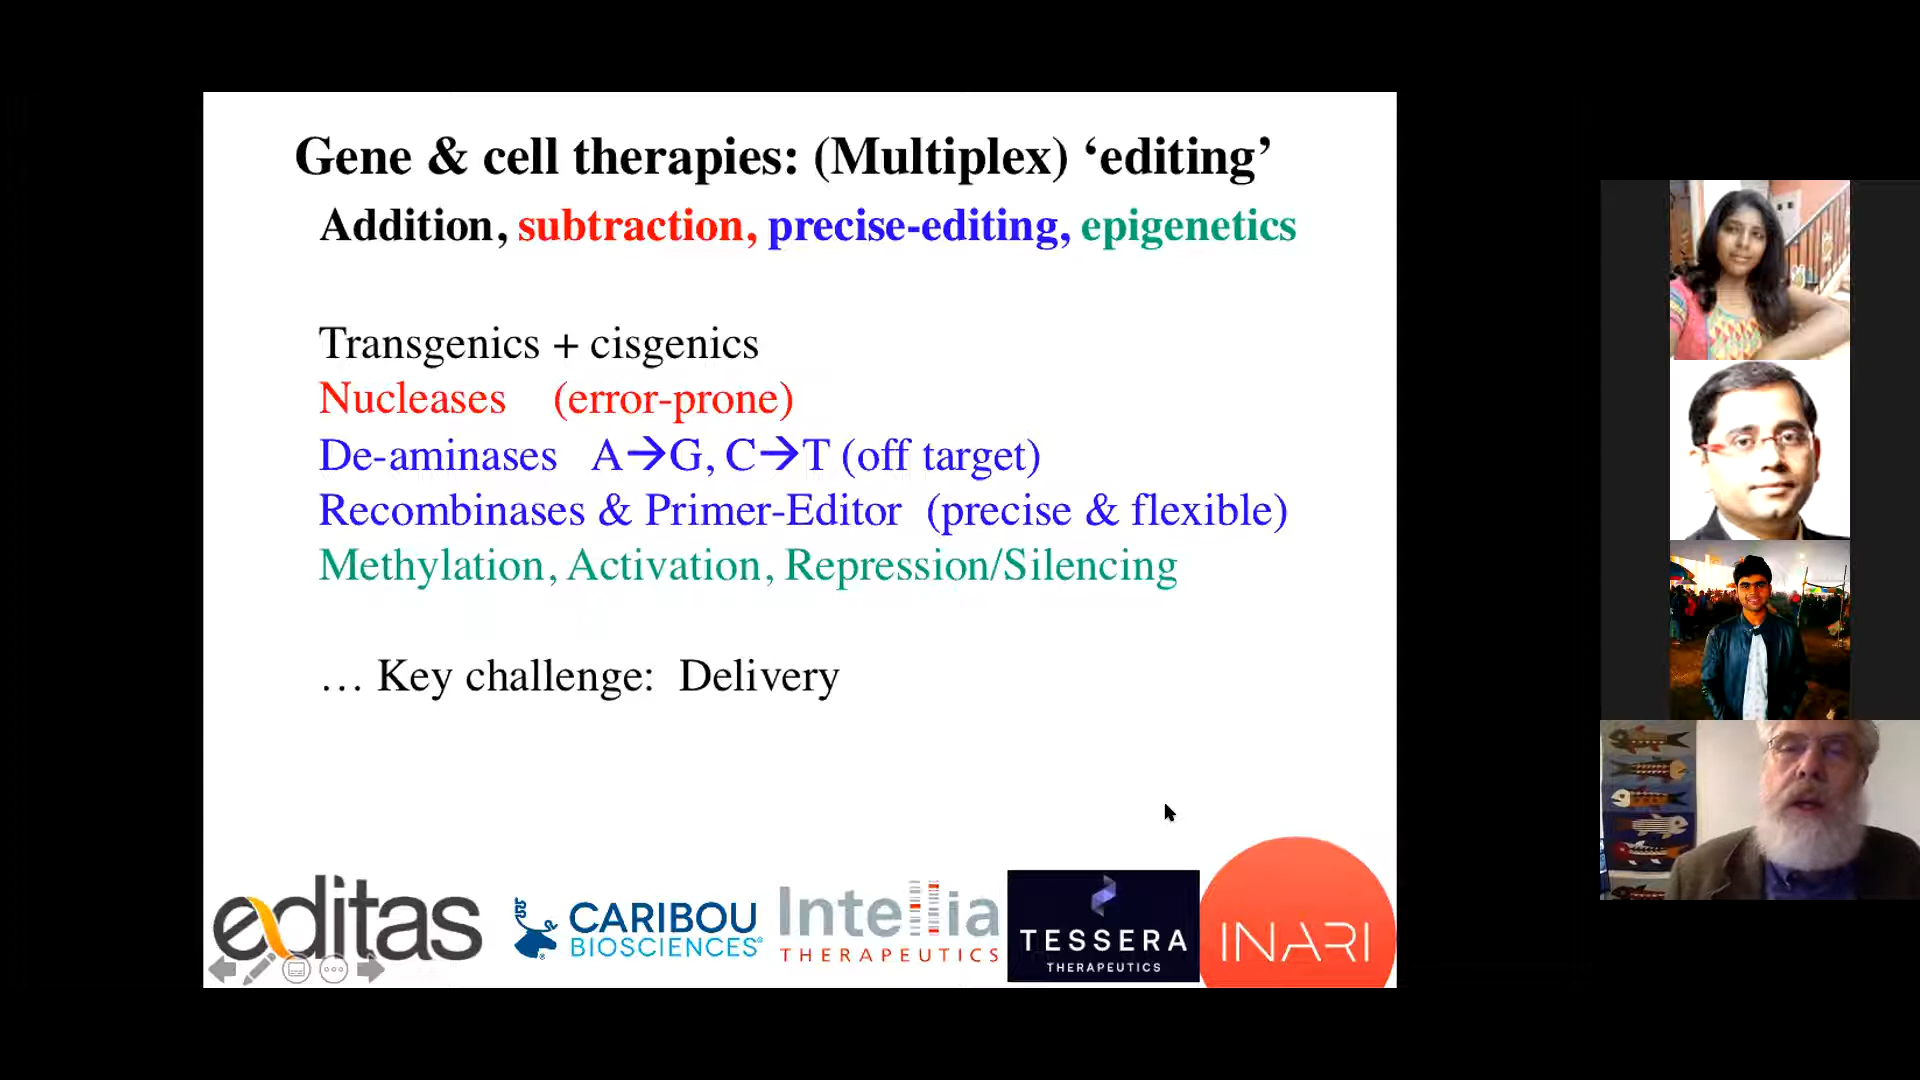 Gene & cell therapies: (Multiplex) ‘editing’
Addition, subtraction, precise-editing, epigenetics
Transgenics + cisgenics
Nucleases (error-prone)
De-aminases A→G, C→T (off target)
Recombinases & Primer-Editor (precise & flexible)
Methylation, Activation, Repression/Silencing
… Key challenge: Delivery
editas
CARIBOU
BIOSCIENCES®
Intellia
THERAPEUTICS
TESSERA
THERAPEUTICS
INARI